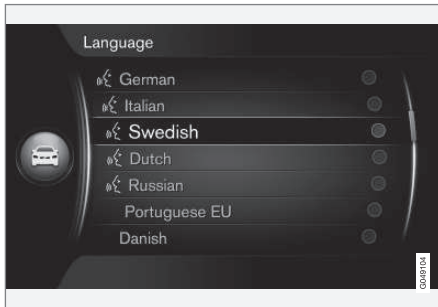 Language
German
Italian
Swedish
Dutch
Russian
Portuguese EU
Danish
G049104